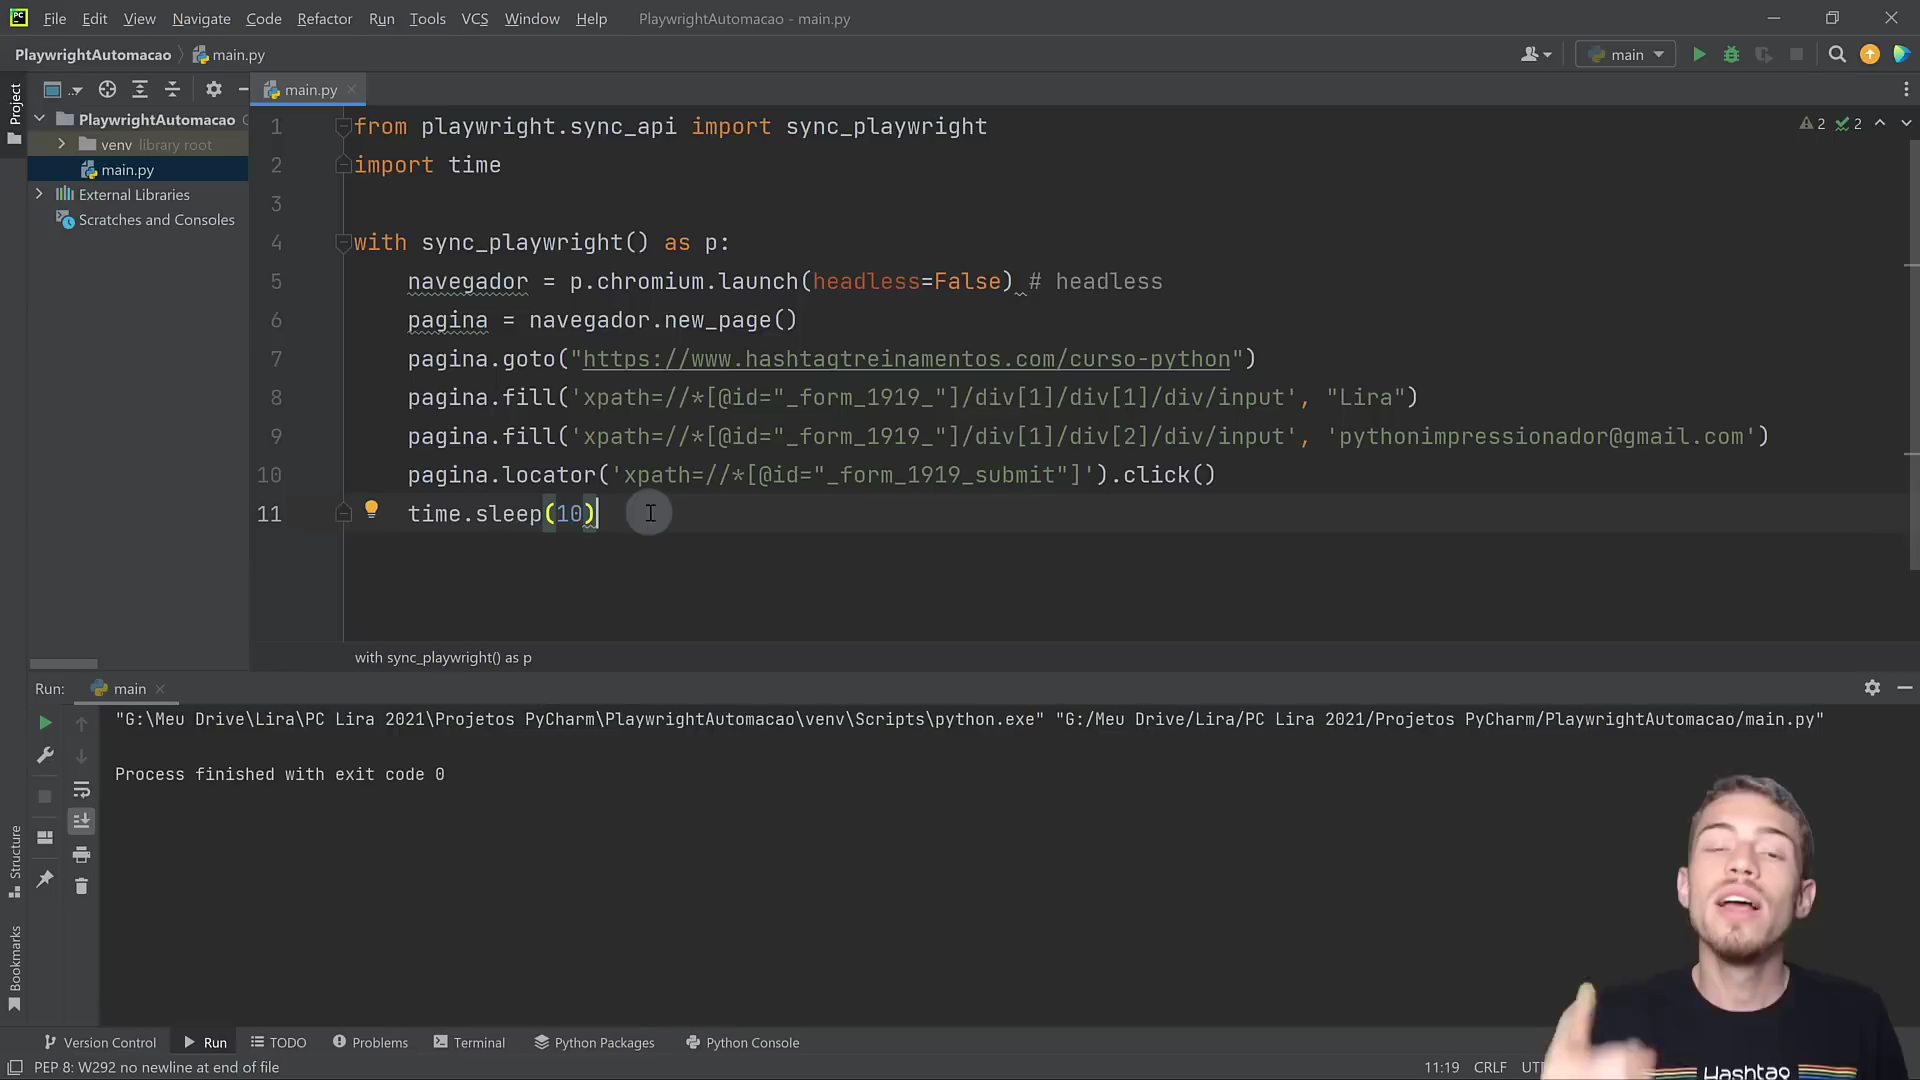 File Edit View Navigate Code Refactor Run Tools VCS Window Help PlaywrightAutomacao - main.py
PlaywrightAutomacao main.py main
Project
main.py
PlaywrightAutomacao
venv library root
main.py
External Libraries
Scratches and Consoles
2 2
1 from playwright.sync_api import sync_playwright
2 import time
3
4 with sync_playwright() as p:
5 navegador = p.chromium.launch(headless=False) # headless
6 pagina = navegador.new_page()
7 pagina.goto("https://www.hashtagtreinamentos.com/curso-python")
8 pagina.fill('xpath=//*[@id="_form_1919_"]/div[1]/div[1]/div/input', "Lira")
9 pagina.fill('xpath=//*[@id="_form_1919_"]/div[1]/div[2]/div/input', 'pythonimpressionador@gmail.com')
10 pagina.locator('xpath=//*[@id="_form_1919_submit"]').click()
11 time.sleep(10)
with sync_playwright() as p
Run: main
"G:\Meu Drive\Lira\PC Lira 2021\Projetos PyCharm\PlaywrightAutomacao\venv\Scripts\python.exe" "G:/Meu Drive/Lira/PC Lira 2021/Projetos PyCharm/PlaywrightAutomacao/main.py"
Process finished with exit code 0
Structure
Bookmarks
Version Control Run TODO Problems Terminal Python Packages Python Console
PEP 8: W292 no newline at end of file 11:19 CRLF
Hashtag